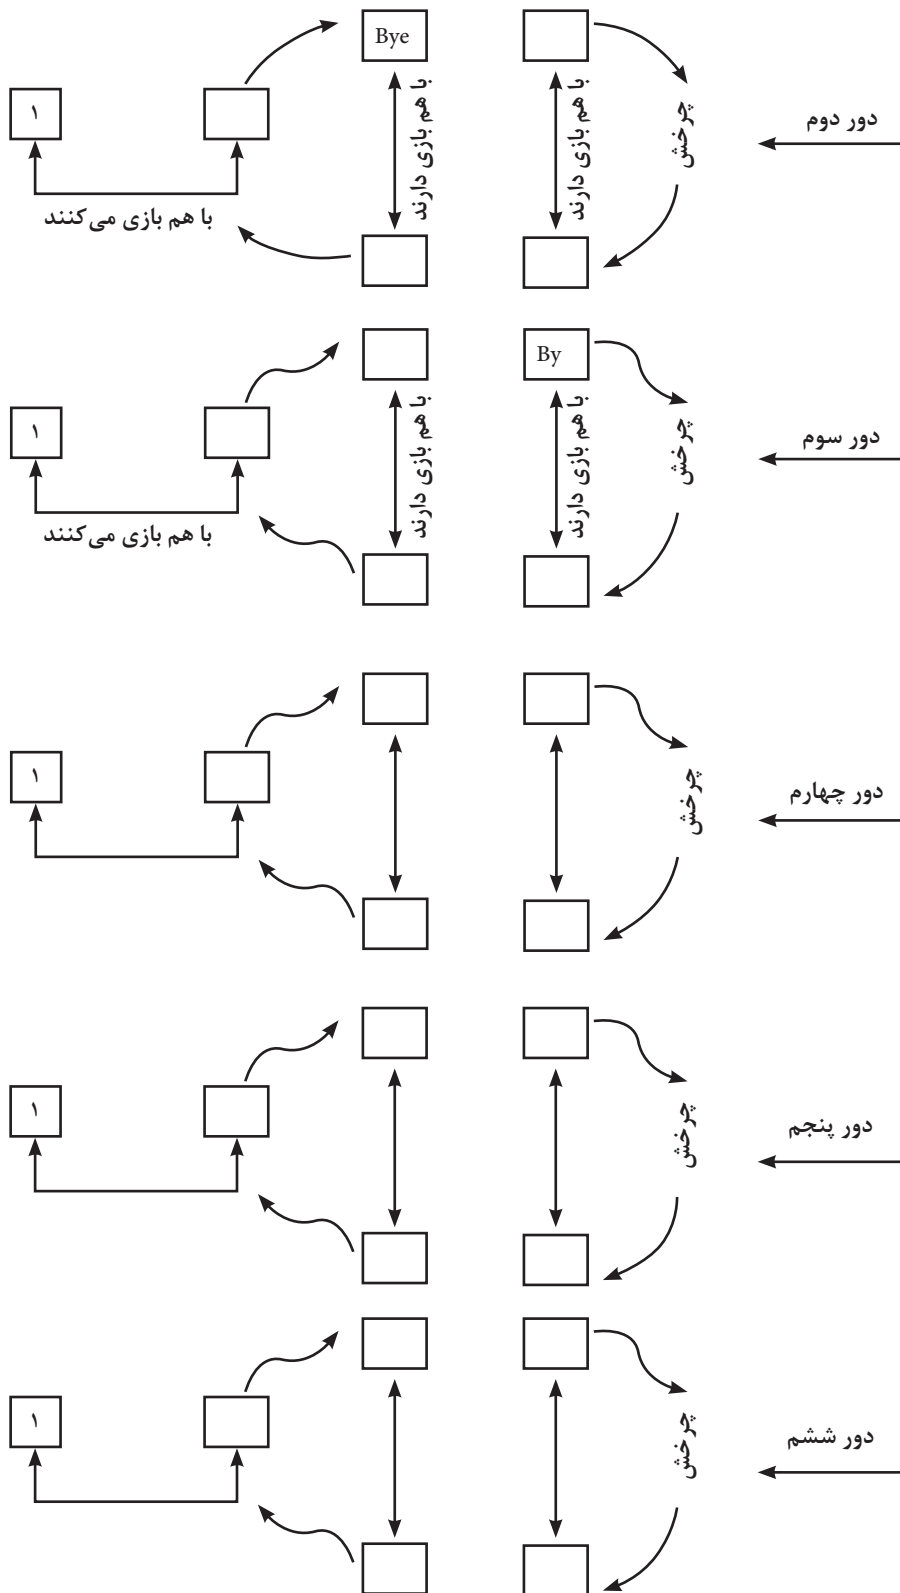 دور دوم
چرخش
با هم بازی دارند
Bye
با هم بازی دارند
۱
با هم بازی می‌کنند
دور سوم
چرخش
By
با هم بازی دارند
با هم بازی دارند
۱
با هم بازی می‌کنند
دور چهارم
چرخش
۱
دور پنجم
چرخش
۱
دور ششم
چرخش
۱